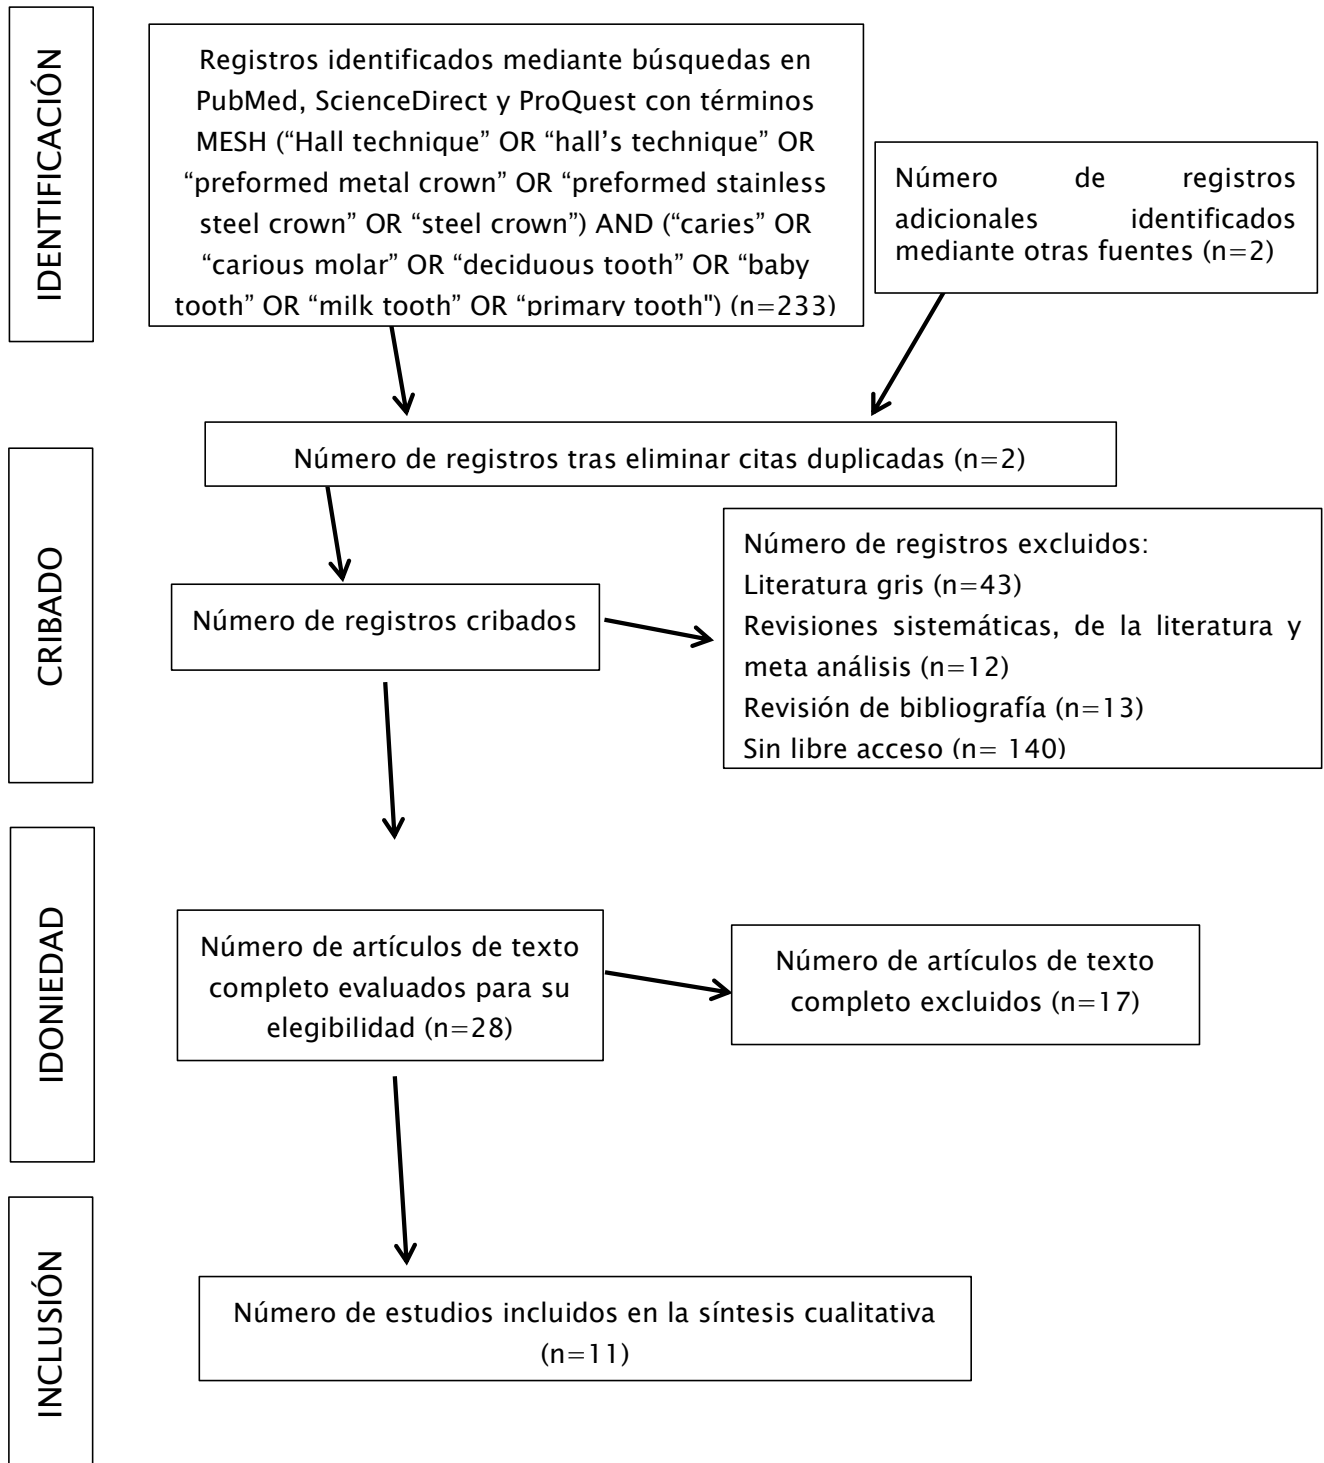 IDENTIFICACIÓN
Registros identificados mediante búsquedas en
PubMed, ScienceDirect y ProQuest con términos
MESH (“Hall technique” OR “hall’s technique” OR
“preformed metal crown” OR “preformed stainless
steel crown” OR “steel crown”) AND (“caries” OR
“carious molar” OR “deciduous tooth” OR “baby
tooth” OR “milk tooth” OR “primary tooth") (n=233)
Número de registros
adicionales identificados
mediante otras fuentes (n=2)
Número de registros tras eliminar citas duplicadas (n=2)
CRIBADO
Número de registros cribados
Número de registros excluidos:
Literatura gris (n=43)
Revisiones sistemáticas, de la literatura y
meta análisis (n=12)
Revisión de bibliografía (n=13)
Sin libre acceso (n= 140)
IDONIEDAD
Número de artículos de texto
completo evaluados para su
elegibilidad (n=28)
Número de artículos de texto
completo excluidos (n=17)
INCLUSIÓN
Número de estudios incluidos en la síntesis cualitativa
(n=11)